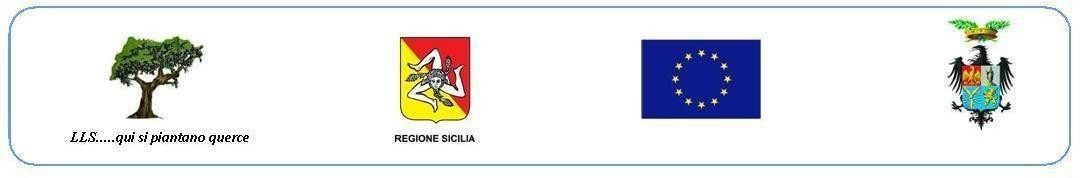 LLS.....qui si piantano querce
REGIONE SICILIA